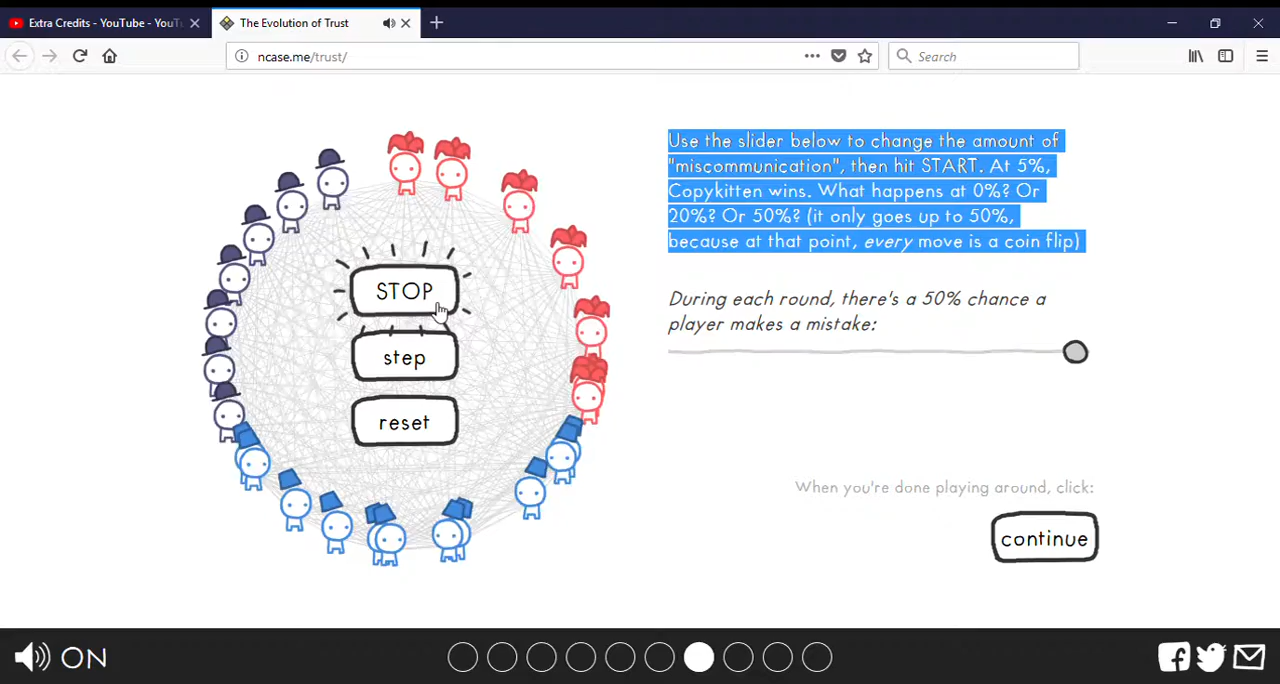 Extra Credits - YouTube - YouTu
The Evolution of Trust
ncase.me/trust/
Search
Use the slider below to change the amount of
"miscommunication", then hit START. At 5%,
Copykitten wins. What happens at 0%? Or
20%? Or 50%? (it only goes up to 50%,
because at that point, every move is a coin flip)
STOP
During each round, there's a 50% chance a
player makes a mistake:
step
reset
When you're done playing around, click:
continue
ON